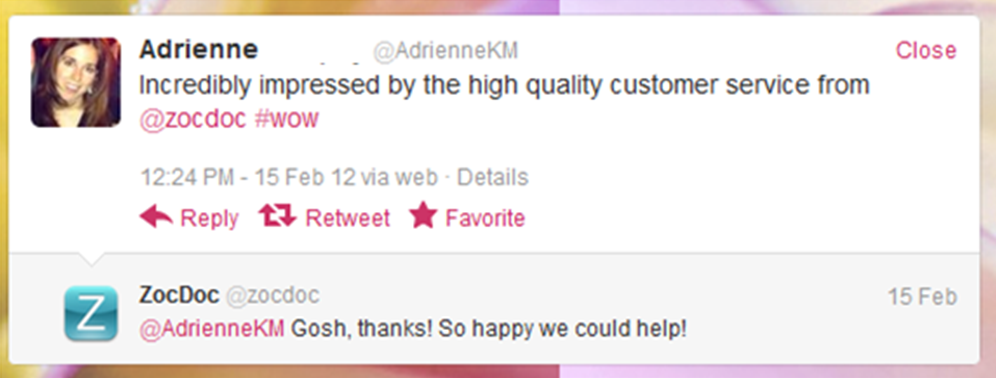 Adrienne @AdrienneKM Close
Incredibly impressed by the high quality customer service from
@zocdoc #wow
12:24 PM - 15 Feb 12 via web · Details
Reply Retweet Favorite
Z
ZocDoc @zocdoc 15 Feb
@AdrienneKM Gosh, thanks! So happy we could help!